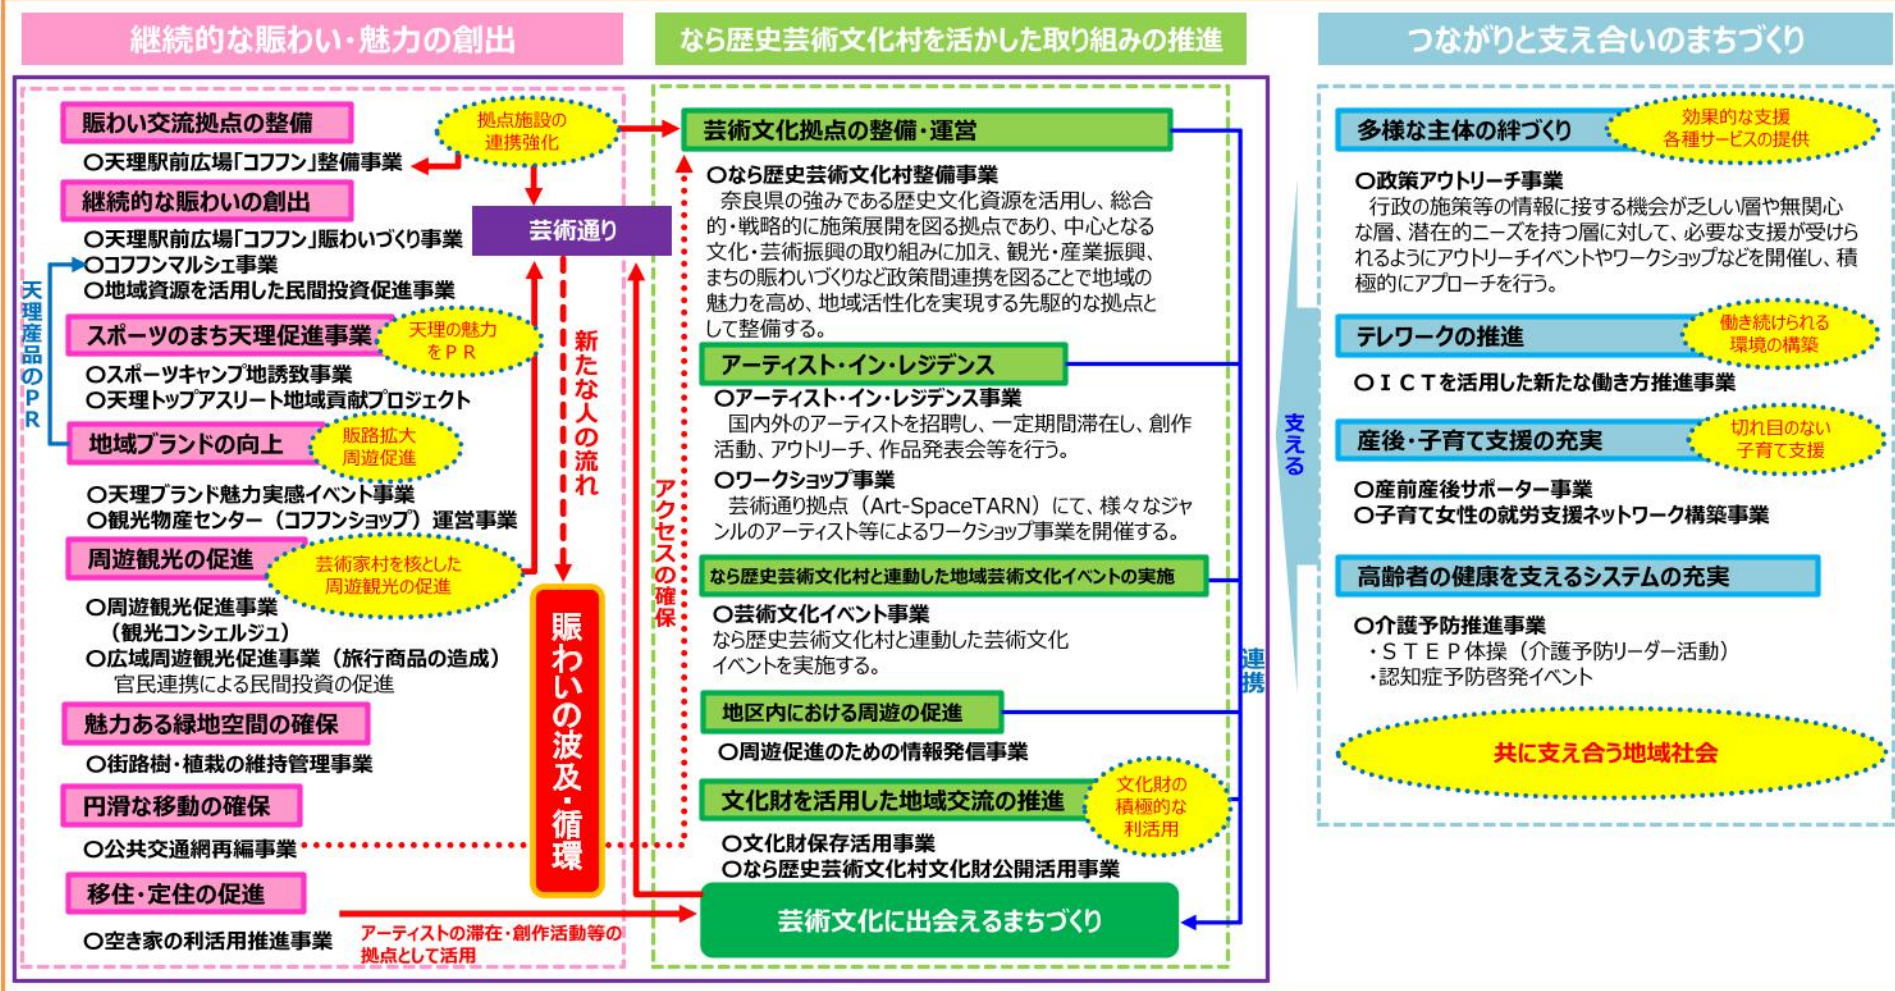 継続的な賑わい・魅力の創出
賑わい交流拠点の整備
拠点施設の
連携強化
○天理駅前広場「コフフン」整備事業
継続的な賑わいの創出
芸術通り
○天理駅前広場「コフフン」賑わいづくり事業
○コフフンマルシェ事業
○地域資源を活用した民間投資促進事業
天理産品のPR
スポーツのまち天理促進事業
天理の魅力
をPR
○スポーツキャンプ地誘致事業
○天理トップアスリート地域貢献プロジェクト
新たな人の流れ
地域ブランドの向上
販路拡大
周遊促進
○天理ブランド魅力実感イベント事業
○観光物産センター（コフフンショップ）運営事業
周遊観光の促進
芸術家村を核とした
周遊観光の促進
○周遊観光促進事業
（観光コンシェルジュ）
○広域周遊観光促進事業（旅行商品の造成）
官民連携による民間投資の促進
賑わいの波及・循環
魅力ある緑地空間の確保
○街路樹・植栽の維持管理事業
円滑な移動の確保
○公共交通網再編事業
アクセスの確保
移住・定住の促進
○空き家の利活用推進事業
アーティストの滞在・創作活動等の
拠点として活用
なら歴史芸術文化村を活かした取り組みの推進
芸術文化拠点の整備・運営
○なら歴史芸術文化村整備事業
奈良県の強みである歴史文化資源を活用し、総合
的・戦略的に施策展開を図る拠点であり、中心となる
文化・芸術振興の取り組みに加え、観光・産業振興、
まちの賑わいづくりなど政策間連携を図ることで地域の
魅力を高め、地域活性化を実現する先駆的な拠点と
して整備する。
アーティスト・イン・レジデンス
○アーティスト・イン・レジデンス事業
国内外のアーティストを招聘し、一定期間滞在し、創作
活動、アウトリーチ、作品発表会等を行う。
○ワークショップ事業
芸術通り拠点（Art-SpaceTARN）にて、様々なジャ
ンルのアーティスト等によるワークショップ事業を開催する。
なら歴史芸術文化村と連動した地域芸術文化イベントの実施
○芸術文化イベント事業
なら歴史芸術文化村と連動した芸術文化
イベントを実施する。
連携
地区内における周遊の促進
○周遊促進のための情報発信事業
文化財を活用した地域交流の推進
文化財の
積極的な
利活用
○文化財保存活用事業
○なら歴史芸術文化村文化財公開活用事業
芸術文化に出会えるまちづくり
つながりと支え合いのまちづくり
多様な主体の絆づくり
効果的な支援
各種サービスの提供
○政策アウトリーチ事業
行政の施策等の情報に接する機会が乏しい層や無関心
な層、潜在的ニーズを持つ層に対して、必要な支援が受けら
れるようにアウトリーチイベントやワークショップなどを開催し、積
極的にアプローチを行う。
テレワークの推進
働き続けられる
環境の構築
○ＩＣＴを活用した新たな働き方推進事業
支える
産後・子育て支援の充実
切れ目のない
子育て支援
○産前産後サポーター事業
○子育て女性の就労支援ネットワーク構築事業
高齢者の健康を支えるシステムの充実
○介護予防推進事業
・ＳＴＥＰ体操（介護予防リーダー活動）
・認知症予防啓発イベント
共に支え合う地域社会